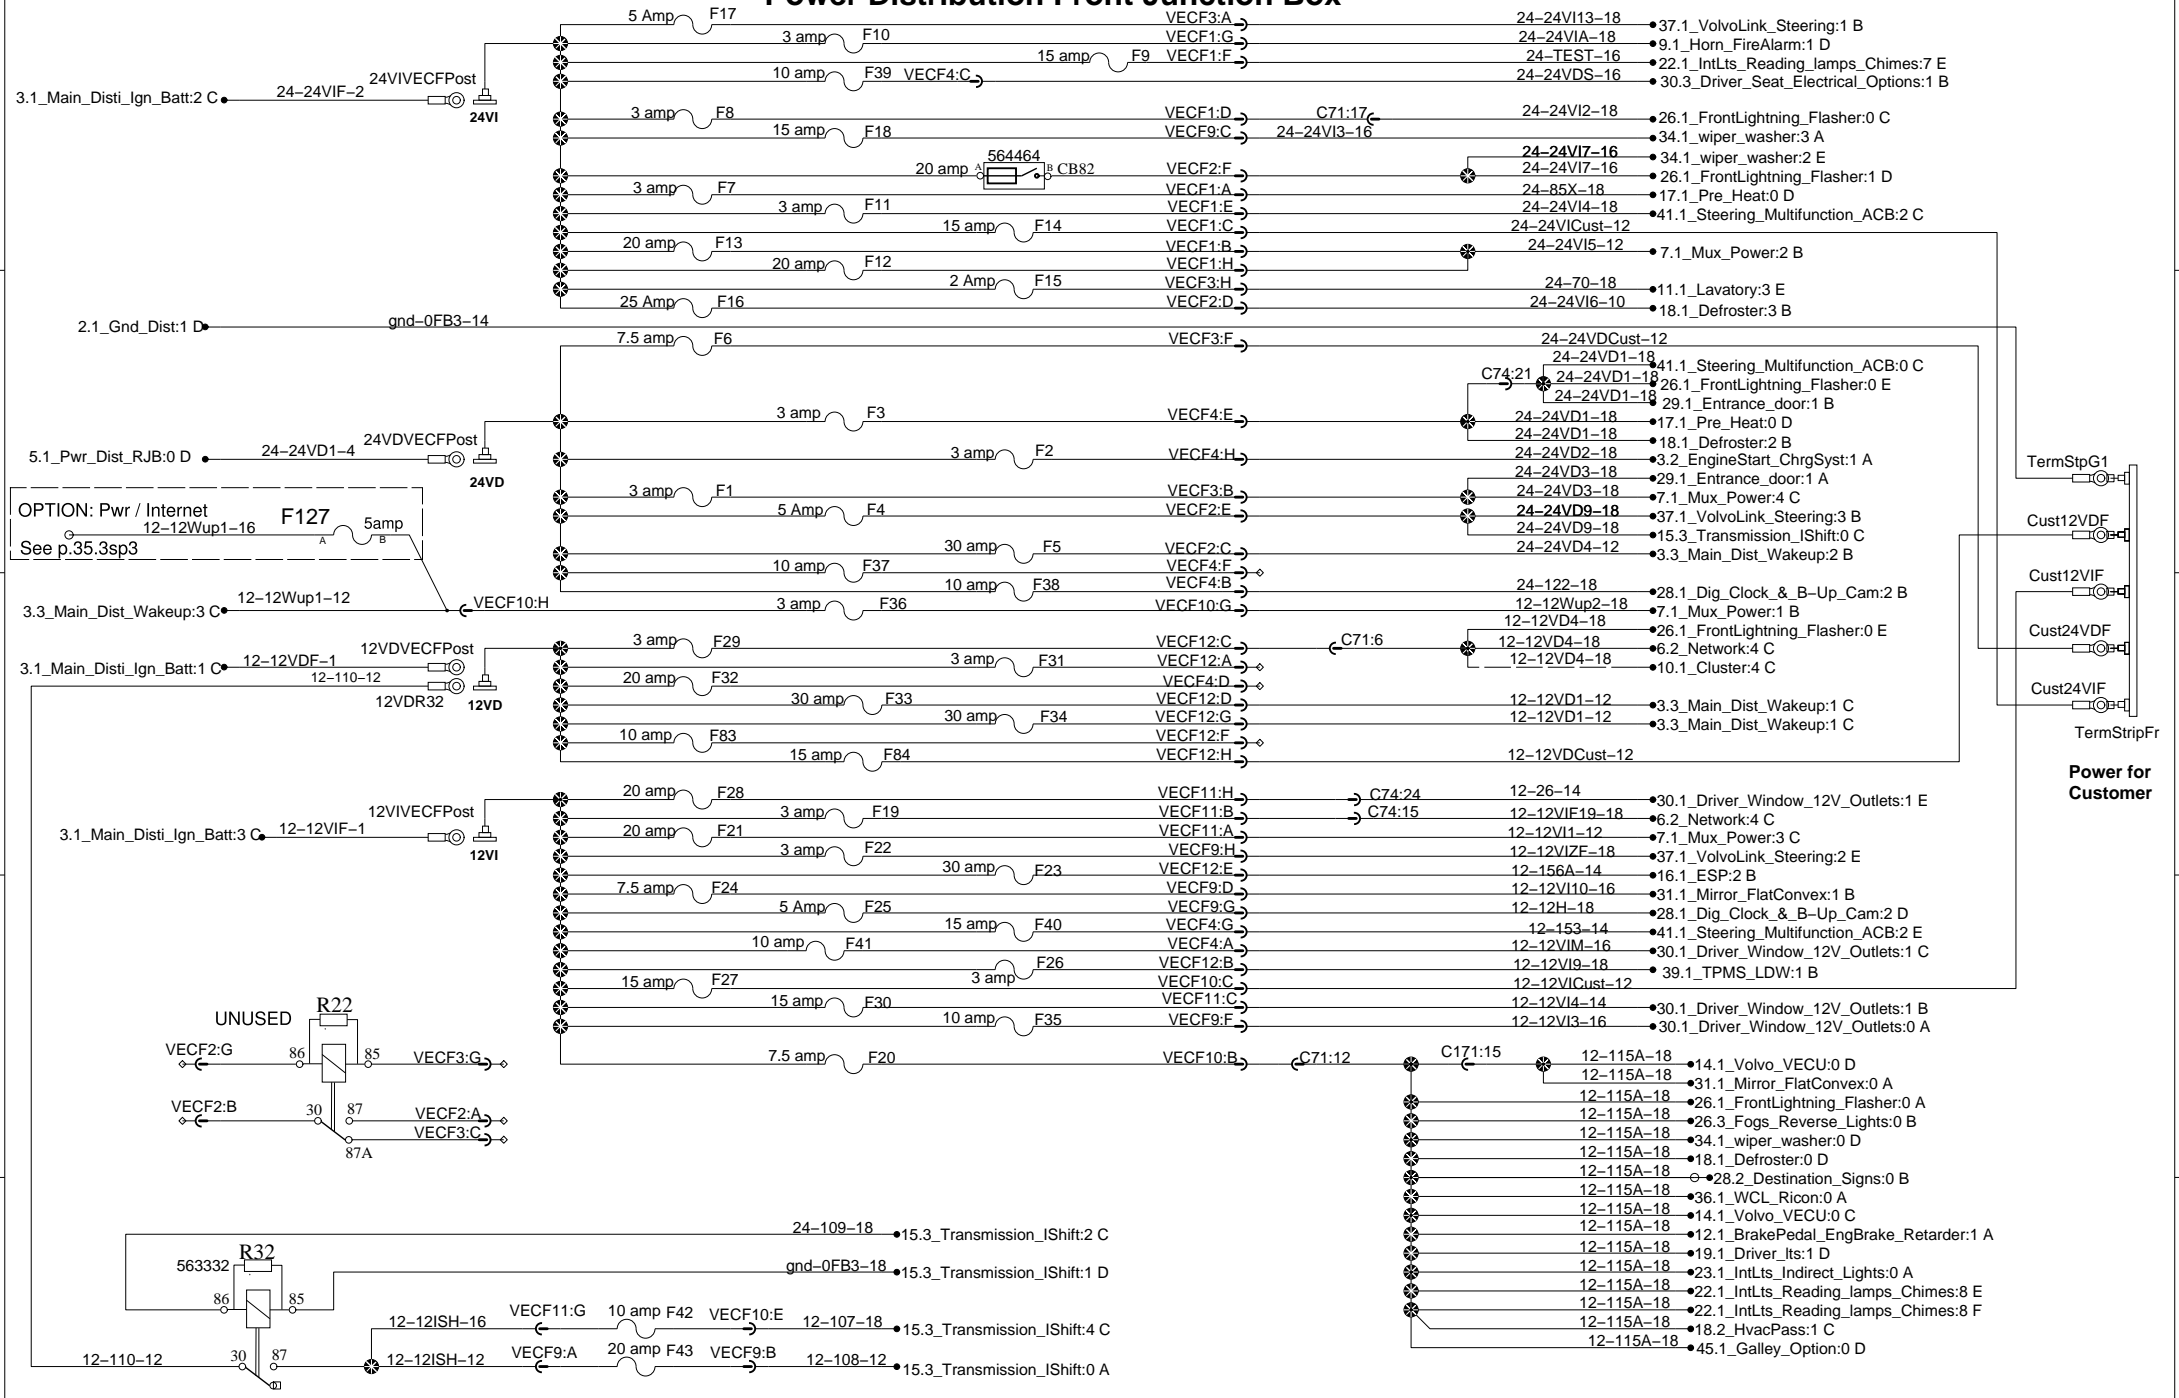 Power Distribution Front Junction Box
5 Amp F17 VECF3:A 24–24VI13–18 37.1_VolvoLink_Steering:1 B
3 amp F10 VECF1:G 24–24VIA–18 9.1_Horn_FireAlarm:1 D
15 amp F9 VECF1:F 24–TEST–16 22.1_IntLts_Reading_lamps_Chimes:7 E
10 amp F39 VECF4:C 24–24VDS–16 30.3_Driver_Seat_Electrical_Options:1 B
3.1_Main_Disti_Ign_Batt:2 C 24–24VIF–2 24VIVECFPost
24VI
3 amp F8 VECF1:D C71:17 24–24VI2–18 26.1_FrontLightning_Flasher:0 C
15 amp F18 VECF9:C 24–24VI3–16 34.1_wiper_washer:3 A
24–24VI7–16 34.1_wiper_washer:2 E
20 amp A 564464 B CB82 VECF2:F 24–24VI7–16 26.1_FrontLightning_Flasher:1 D
3 amp F7 VECF1:A 24–85X–18 17.1_Pre_Heat:0 D
3 amp F11 VECF1:E 24–24VI4–18 41.1_Steering_Multifunction_ACB:2 C
15 amp F14 VECF1:C 24–24VICust–12
20 amp F13 VECF1:B 24–24VI5–12 7.1_Mux_Power:2 B
20 amp F12 VECF1:H
2 Amp F15 VECF3:H 24–70–18 11.1_Lavatory:3 E
25 Amp F16 VECF2:D 24–24VI6–10 18.1_Defroster:3 B
2.1_Gnd_Dist:1 D gnd–0FB3–14
7.5 amp F6 VECF3:F 24–24VDCust–12
24–24VD1–18 41.1_Steering_Multifunction_ACB:0 C
C74:21 24–24VD1–18 26.1_FrontLightning_Flasher:0 E
24–24VD1–18 29.1_Entrance_door:1 B
3 amp F3 VECF4:E 24–24VD1–18 17.1_Pre_Heat:0 D
24–24VD1–18 18.1_Defroster:2 B
5.1_Pwr_Dist_RJB:0 D 24–24VD1–4 24VDVECFPost
24VD
3 amp F2 VECF4:H 24–24VD2–18 3.2_EngineStart_ChrgSyst:1 A
24–24VD3–18 29.1_Entrance_door:1 A
3 amp F1 VECF3:B 24–24VD3–18 7.1_Mux_Power:4 C
5 Amp F4 VECF2:E 24–24VD9–18 37.1_VolvoLink_Steering:3 B
24–24VD9–18 15.3_Transmission_IShift:0 C
30 amp F5 VECF2:C 24–24VD4–12 3.3_Main_Dist_Wakeup:2 B
10 amp F37 VECF4:F
10 amp F38 VECF4:B 24–122–18 28.1_Dig_Clock_&_B–Up_Cam:2 B
OPTION: Pwr / Internet
12–12Wup1–16 F127 A 5amp B
See p.35.3sp3
3.3_Main_Dist_Wakeup:3 C 12–12Wup1–12 VECF10:H 3 amp F36 VECF10:G 12–12Wup2–18 7.1_Mux_Power:1 B
12–12VD4–18 26.1_FrontLightning_Flasher:0 E
3 amp F29 VECF12:C C71:6 12–12VD4–18 6.2_Network:4 C
3.1_Main_Disti_Ign_Batt:1 C 12–12VDF–1 12VDVECFPost
3 amp F31 VECF12:A 12–12VD4–18 10.1_Cluster:4 C
12–110–12 12VDR32 12VD
20 amp F32 VECF4:D
30 amp F33 VECF12:D 12–12VD1–12 3.3_Main_Dist_Wakeup:1 C
30 amp F34 VECF12:G 12–12VD1–12 3.3_Main_Dist_Wakeup:1 C
10 amp F83 VECF12:F
15 amp F84 VECF12:H 12–12VDCust–12
TermStpG1
Cust12VDF
Cust12VIF
Cust24VDF
Cust24VIF
TermStripFr
Power for
Customer
20 amp F28 VECF11:H C74:24 12–26–14 30.1_Driver_Window_12V_Outlets:1 E
3 amp F19 VECF11:B C74:15 12–12VIF19–18 6.2_Network:4 C
3.1_Main_Disti_Ign_Batt:3 C 12–12VIF–1 12VIVECFPost
12VI
20 amp F21 VECF11:A 12–12VI1–12 7.1_Mux_Power:3 C
3 amp F22 VECF9:H 12–12VIZF–18 37.1_VolvoLink_Steering:2 E
30 amp F23 VECF12:E 12–156A–14 16.1_ESP:2 B
7.5 amp F24 VECF9:D 12–12VI10–16 31.1_Mirror_FlatConvex:1 B
5 Amp F25 VECF9:G 12–12H–18 28.1_Dig_Clock_&_B–Up_Cam:2 D
15 amp F40 VECF4:G 12–153–14 41.1_Steering_Multifunction_ACB:2 E
10 amp F41 VECF4:A 12–12VIM–16 30.1_Driver_Window_12V_Outlets:1 C
3 amp F26 VECF12:B 12–12VI9–18 39.1_TPMS_LDW:1 B
15 amp F27 VECF10:C 12–12VICust–12
15 amp F30 VECF11:C 12–12VI4–14 30.1_Driver_Window_12V_Outlets:1 B
10 amp F35 VECF9:F 12–12VI3–16 30.1_Driver_Window_12V_Outlets:0 A
7.5 amp F20 VECF10:B C71:12 C171:15 12–115A–18 14.1_Volvo_VECU:0 D
12–115A–18 31.1_Mirror_FlatConvex:0 A
12–115A–18 26.1_FrontLightning_Flasher:0 A
12–115A–18 26.3_Fogs_Reverse_Lights:0 B
12–115A–18 34.1_wiper_washer:0 D
12–115A–18 18.1_Defroster:0 D
12–115A–18 28.2_Destination_Signs:0 B
12–115A–18 36.1_WCL_Ricon:0 A
12–115A–18 14.1_Volvo_VECU:0 C
12–115A–18 12.1_BrakePedal_EngBrake_Retarder:1 A
12–115A–18 19.1_Driver_lts:1 D
12–115A–18 23.1_IntLts_Indirect_Lights:0 A
12–115A–18 22.1_IntLts_Reading_lamps_Chimes:8 E
12–115A–18 22.1_IntLts_Reading_lamps_Chimes:8 F
12–115A–18 18.2_HvacPass:1 C
12–115A–18 45.1_Galley_Option:0 D
UNUSED R22
VECF2:G 86 85 VECF3:G
VECF2:B 30 87 VECF2:A
VECF3:C
87A
24–109–18 15.3_Transmission_IShift:2 C
R32
563332 gnd–0FB3–18 15.3_Transmission_IShift:1 D
86 85
12–12ISH–16 VECF11:G 10 amp F42 VECF10:E 12–107–18 15.3_Transmission_IShift:4 C
12–110–12 30 87 12–12ISH–12 VECF9:A 20 amp F43 VECF9:B 12–108–12 15.3_Transmission_IShift:0 A